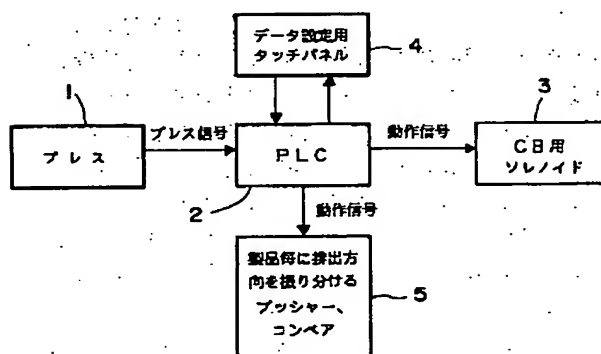 データ設定用
タッチパネル
4
1
3
プレス
プレス信号
PLC
動作信号
CB用
ソレノイド
2
動作信号
製品毎に排出方
向を振り分ける
プッシャー、
コンベア
5